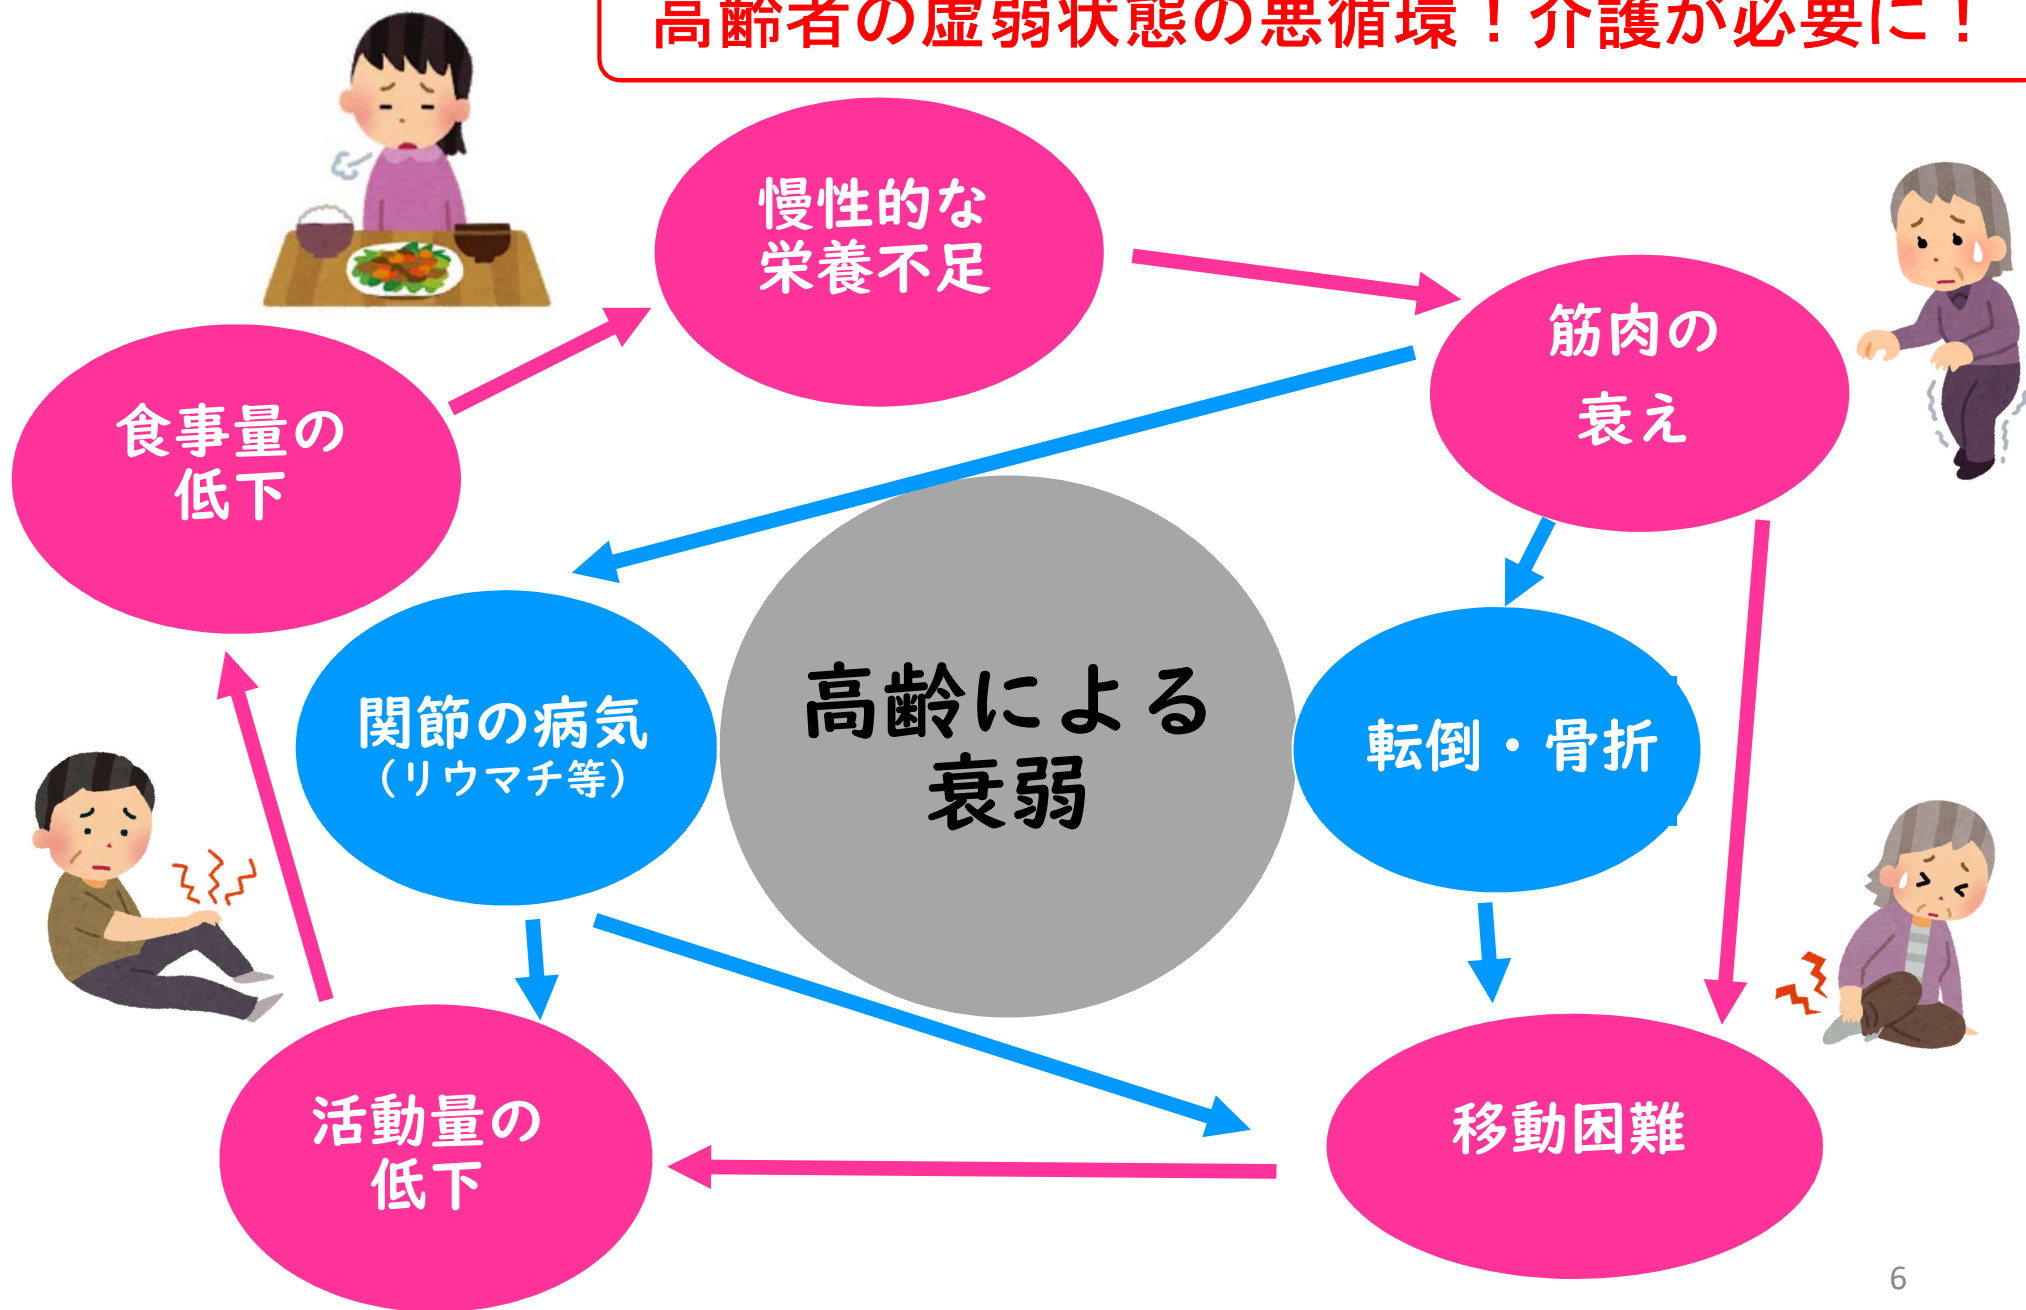 高齢者の虚弱状態の悪循環！介護が必要に！
慢性的な
栄養不足
筋肉の
衰え
食事量の
低下
関節の病気
（リウマチ等）
高齢による
衰弱
転倒・骨折
活動量の
低下
移動困難
6